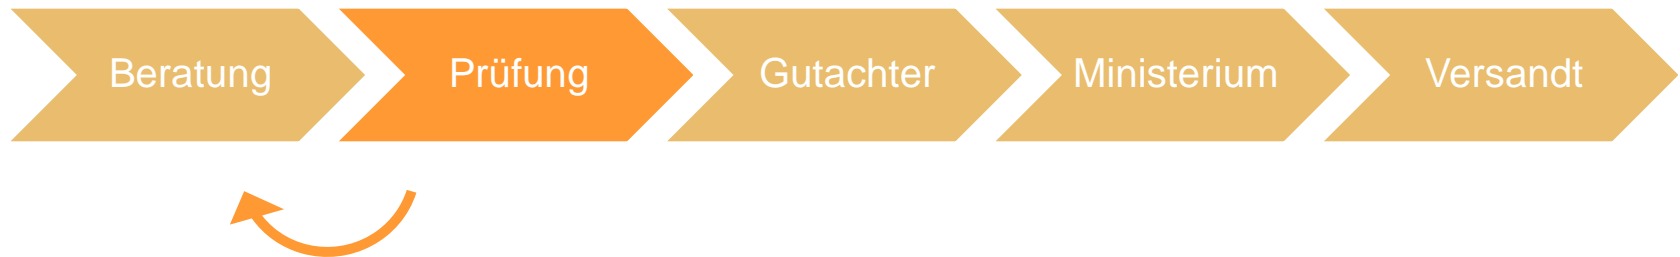 Beratung
Prüfung
Gutachter
Ministerium
Versandt